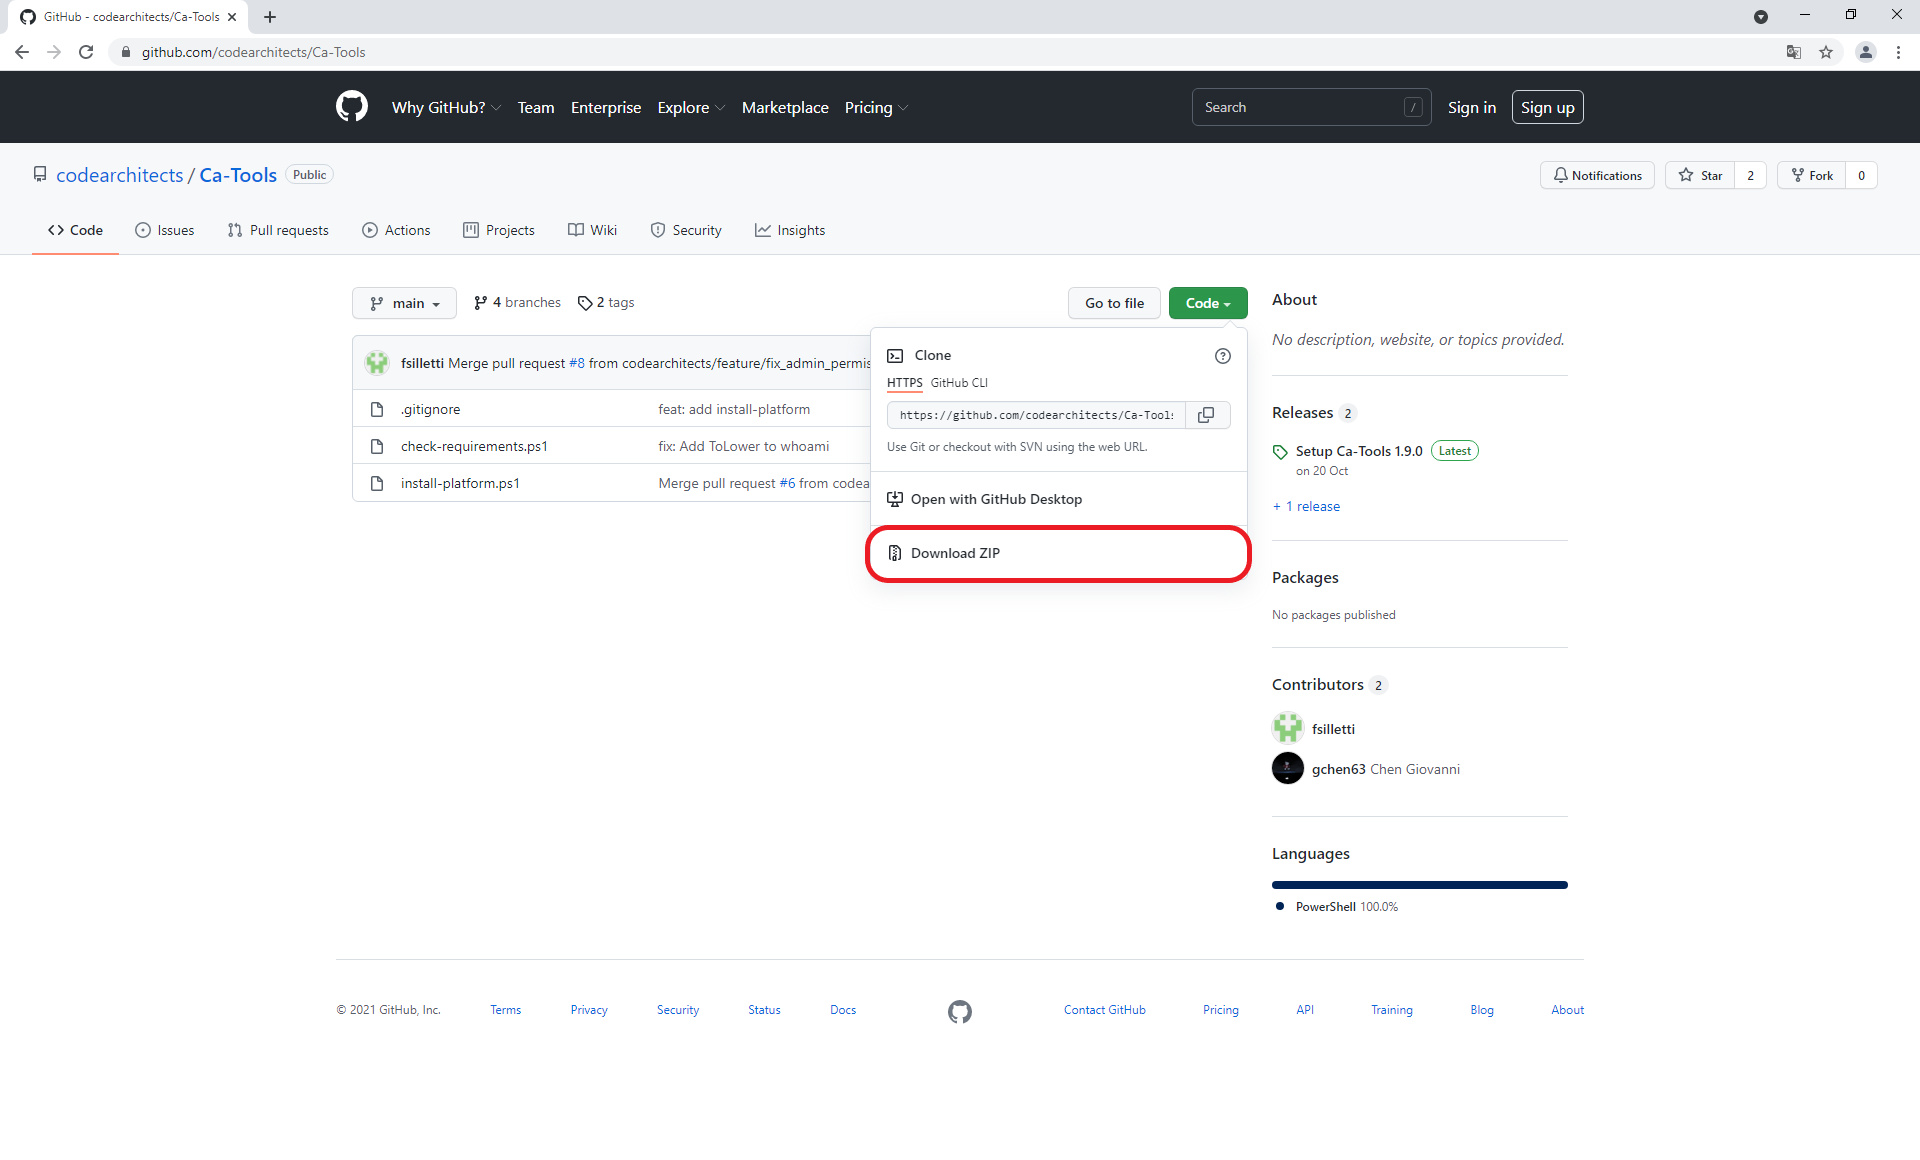 GitHub - codearchitects/Ca-Tools
github.com/codearchitects/Ca-Tools
Why GitHub? Team Enterprise Explore Marketplace Pricing Search / Sign in Sign up
codearchitects / Ca-Tools Public
Notifications Star 2 Fork 0
Code Issues Pull requests Actions Projects Wiki Security Insights
main 4 branches 2 tags Go to file Code
fsilletti Merge pull request #8 from codearchitects/feature/fix_admin_permis
.gitignore feat: add install-platform
check-requirements.ps1 fix: Add ToLower to whoami
install-platform.ps1 Merge pull request #6 from codea
Clone
HTTPS GitHub CLI
https://github.com/codearchitects/Ca-Tools
Use Git or checkout with SVN using the web URL.
Open with GitHub Desktop
Download ZIP
About
No description, website, or topics provided.
Releases 2
Setup Ca-Tools 1.9.0 Latest
on 20 Oct
+ 1 release
Packages
No packages published
Contributors 2
fsilletti
gchen63 Chen Giovanni
Languages
PowerShell 100.0%
© 2021 GitHub, Inc. Terms Privacy Security Status Docs Contact GitHub Pricing API Training Blog About